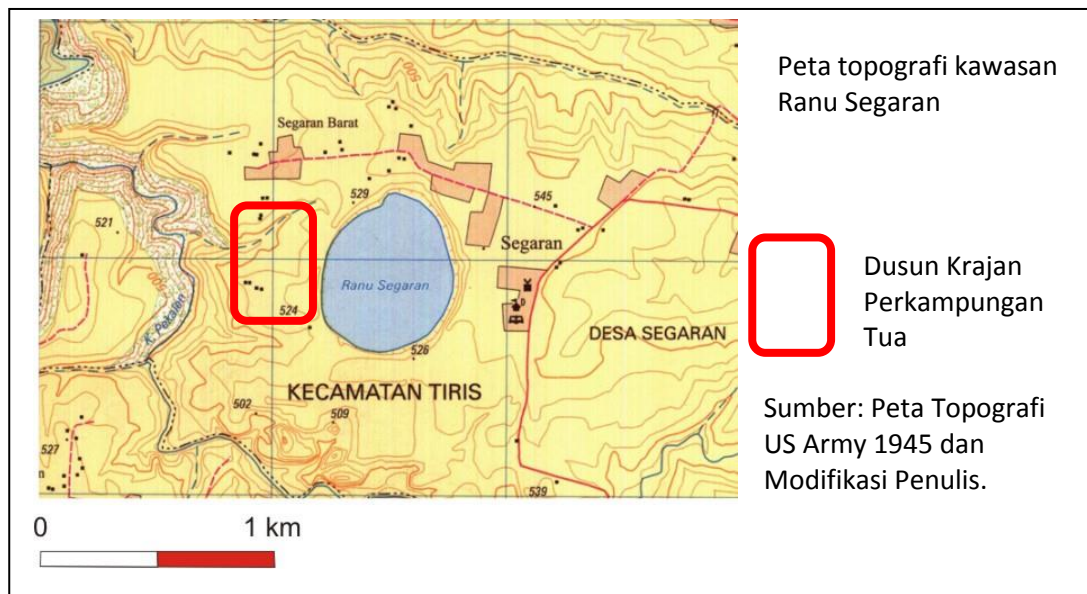 Peta topografi kawasan
Ranu Segaran
500
Segaran Barat
529
545
521
Segaran
Ranu Segaran
500
524
K. Pekalen
DESA SEGARAN
526
KECAMATAN TIRIS
502
509
527
539
Dusun Krajan
Perkampungan
Tua
Sumber: Peta Topografi
US Army 1945 dan
Modifikasi Penulis.
0 1 km